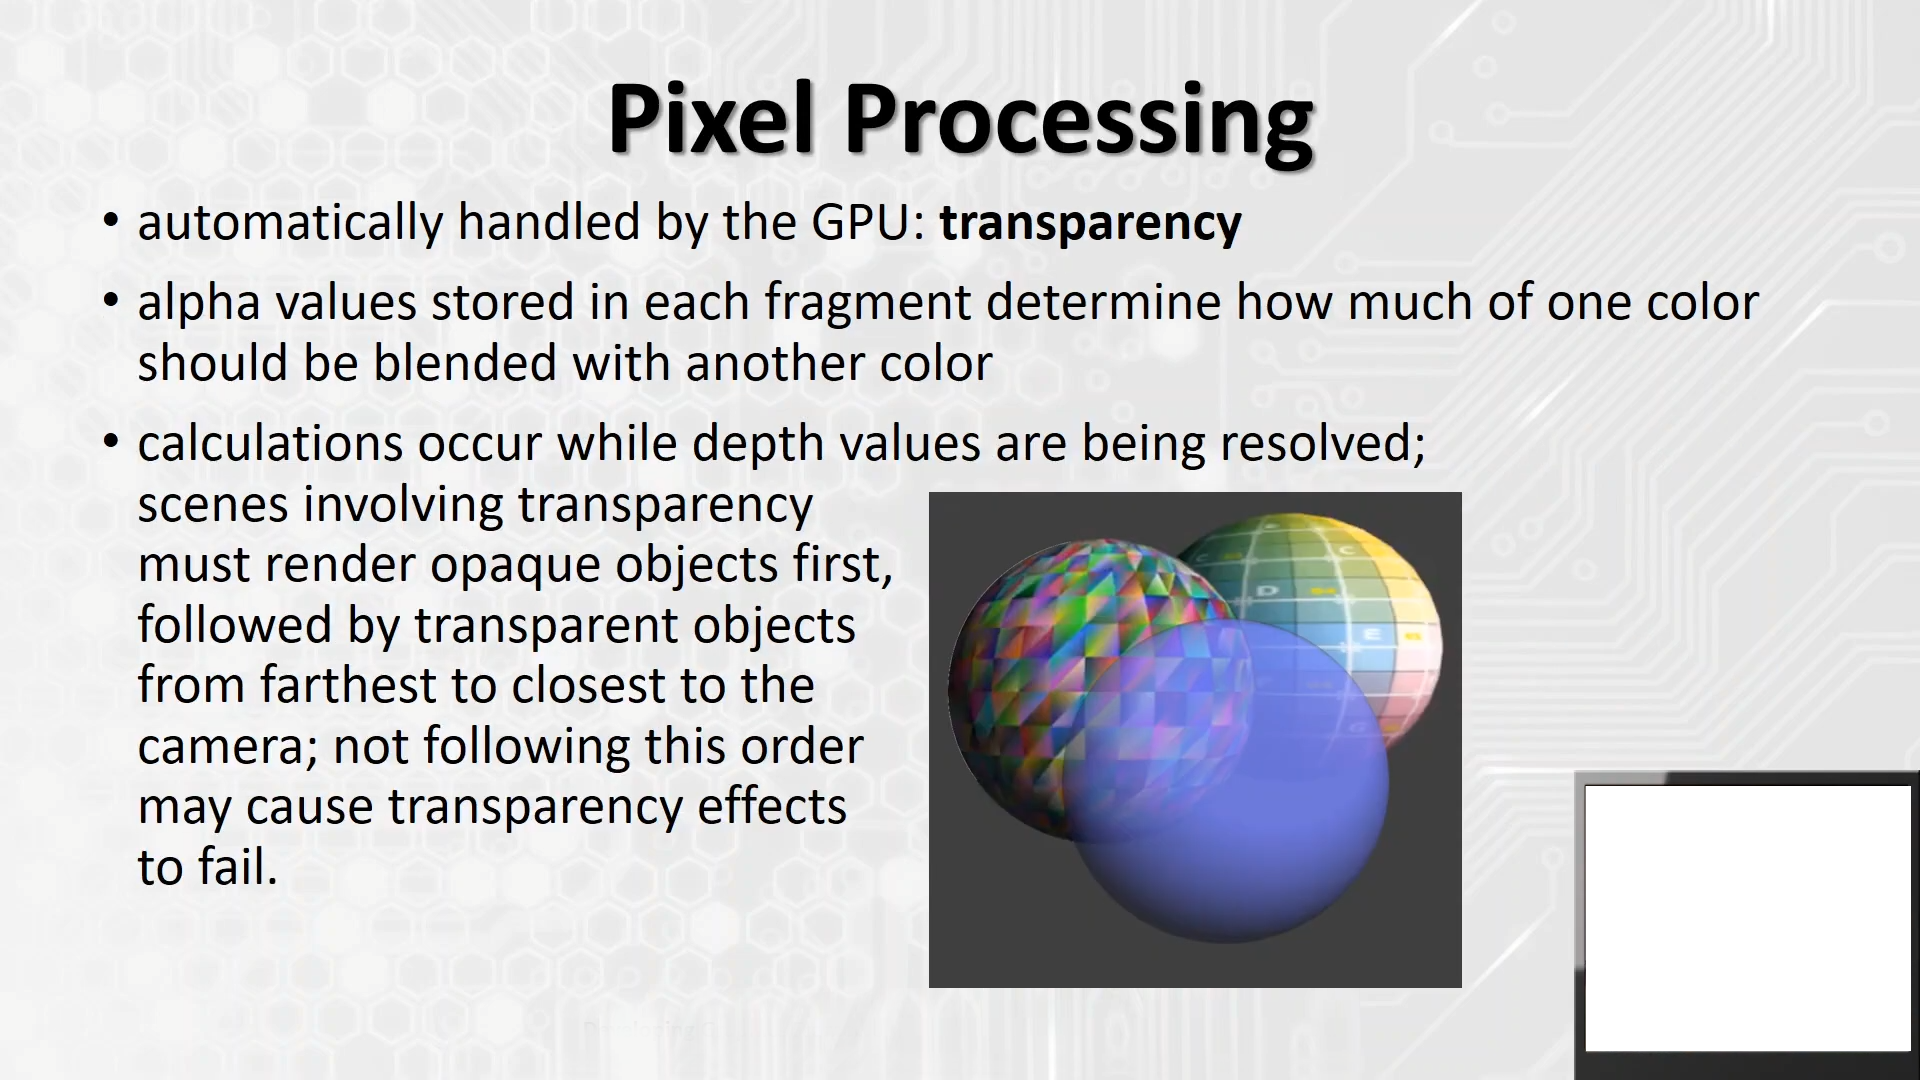 Pixel Processing
• automatically handled by the GPU: transparency
• alpha values stored in each fragment determine how much of one color
should be blended with another color
• calculations occur while depth values are being resolved;
scenes involving transparency
must render opaque objects first,
followed by transparent objects
from farthest to closest to the
camera; not following this order
may cause transparency effects
to fail.
C
D
E